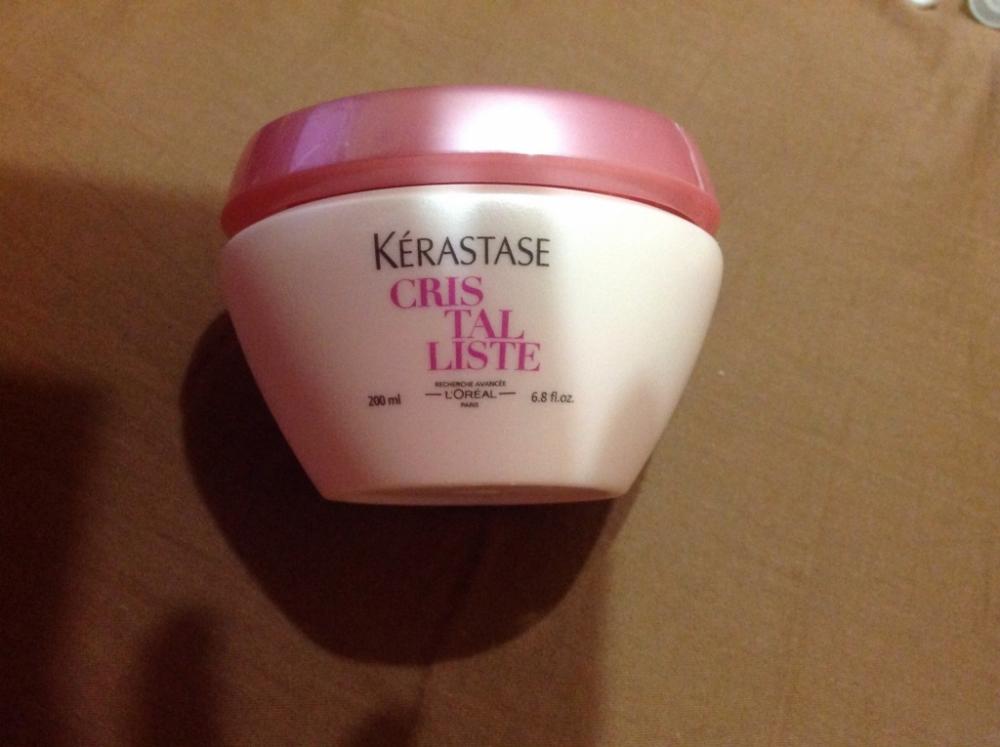 KÉRASTASE
CRIS
TAL
LISTE
RECHERCHE AVANCÉE
200 ml — L'ORÉAL — 6.8 fl.oz.
PARIS